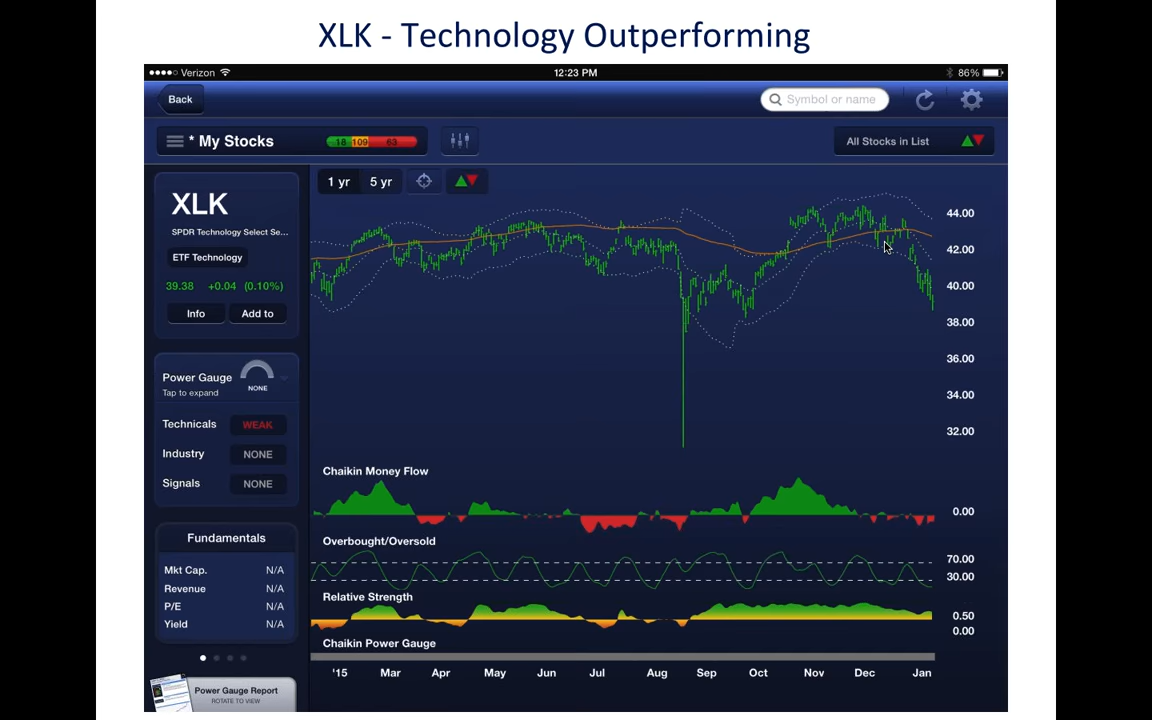 XLK - Technology Outperforming
Verizon 12:23 PM 86%
Back Symbol or name
* My Stocks 18 109 63 All Stocks in List
1 yr 5 yr
XLK
SPDR Technology Select Se...
ETF Technology
39.38 +0.04 (0.10%)
Info Add to
Power Gauge NONE
Tap to expand
Technicals WEAK
Industry NONE
Signals NONE
Fundamentals
Mkt Cap. N/A
Revenue N/A
P/E N/A
Yield N/A
Power Gauge Report
ROTATE TO VIEW
44.00
42.00
40.00
38.00
36.00
34.00
32.00
Chaikin Money Flow
0.00
Overbought/Oversold
70.00
30.00
Relative Strength
0.50
0.00
Chaikin Power Gauge
'15 Mar Apr May Jun Jul Aug Sep Oct Nov Dec Jan